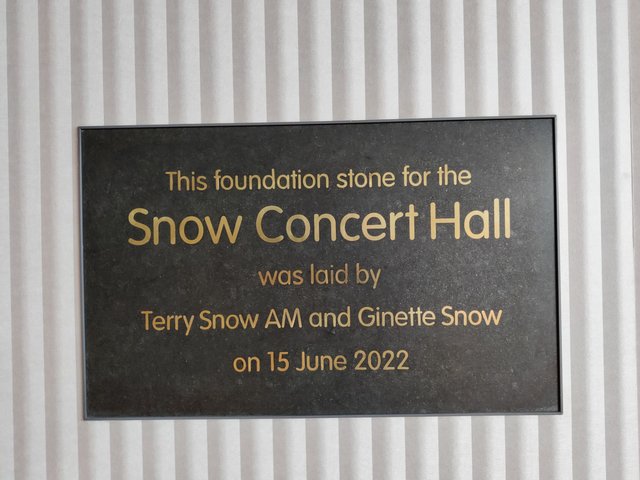 This foundation stone for the
Snow Concert Hall
was laid by
Terry Snow AM and Ginette Snow
on 15 June 2022